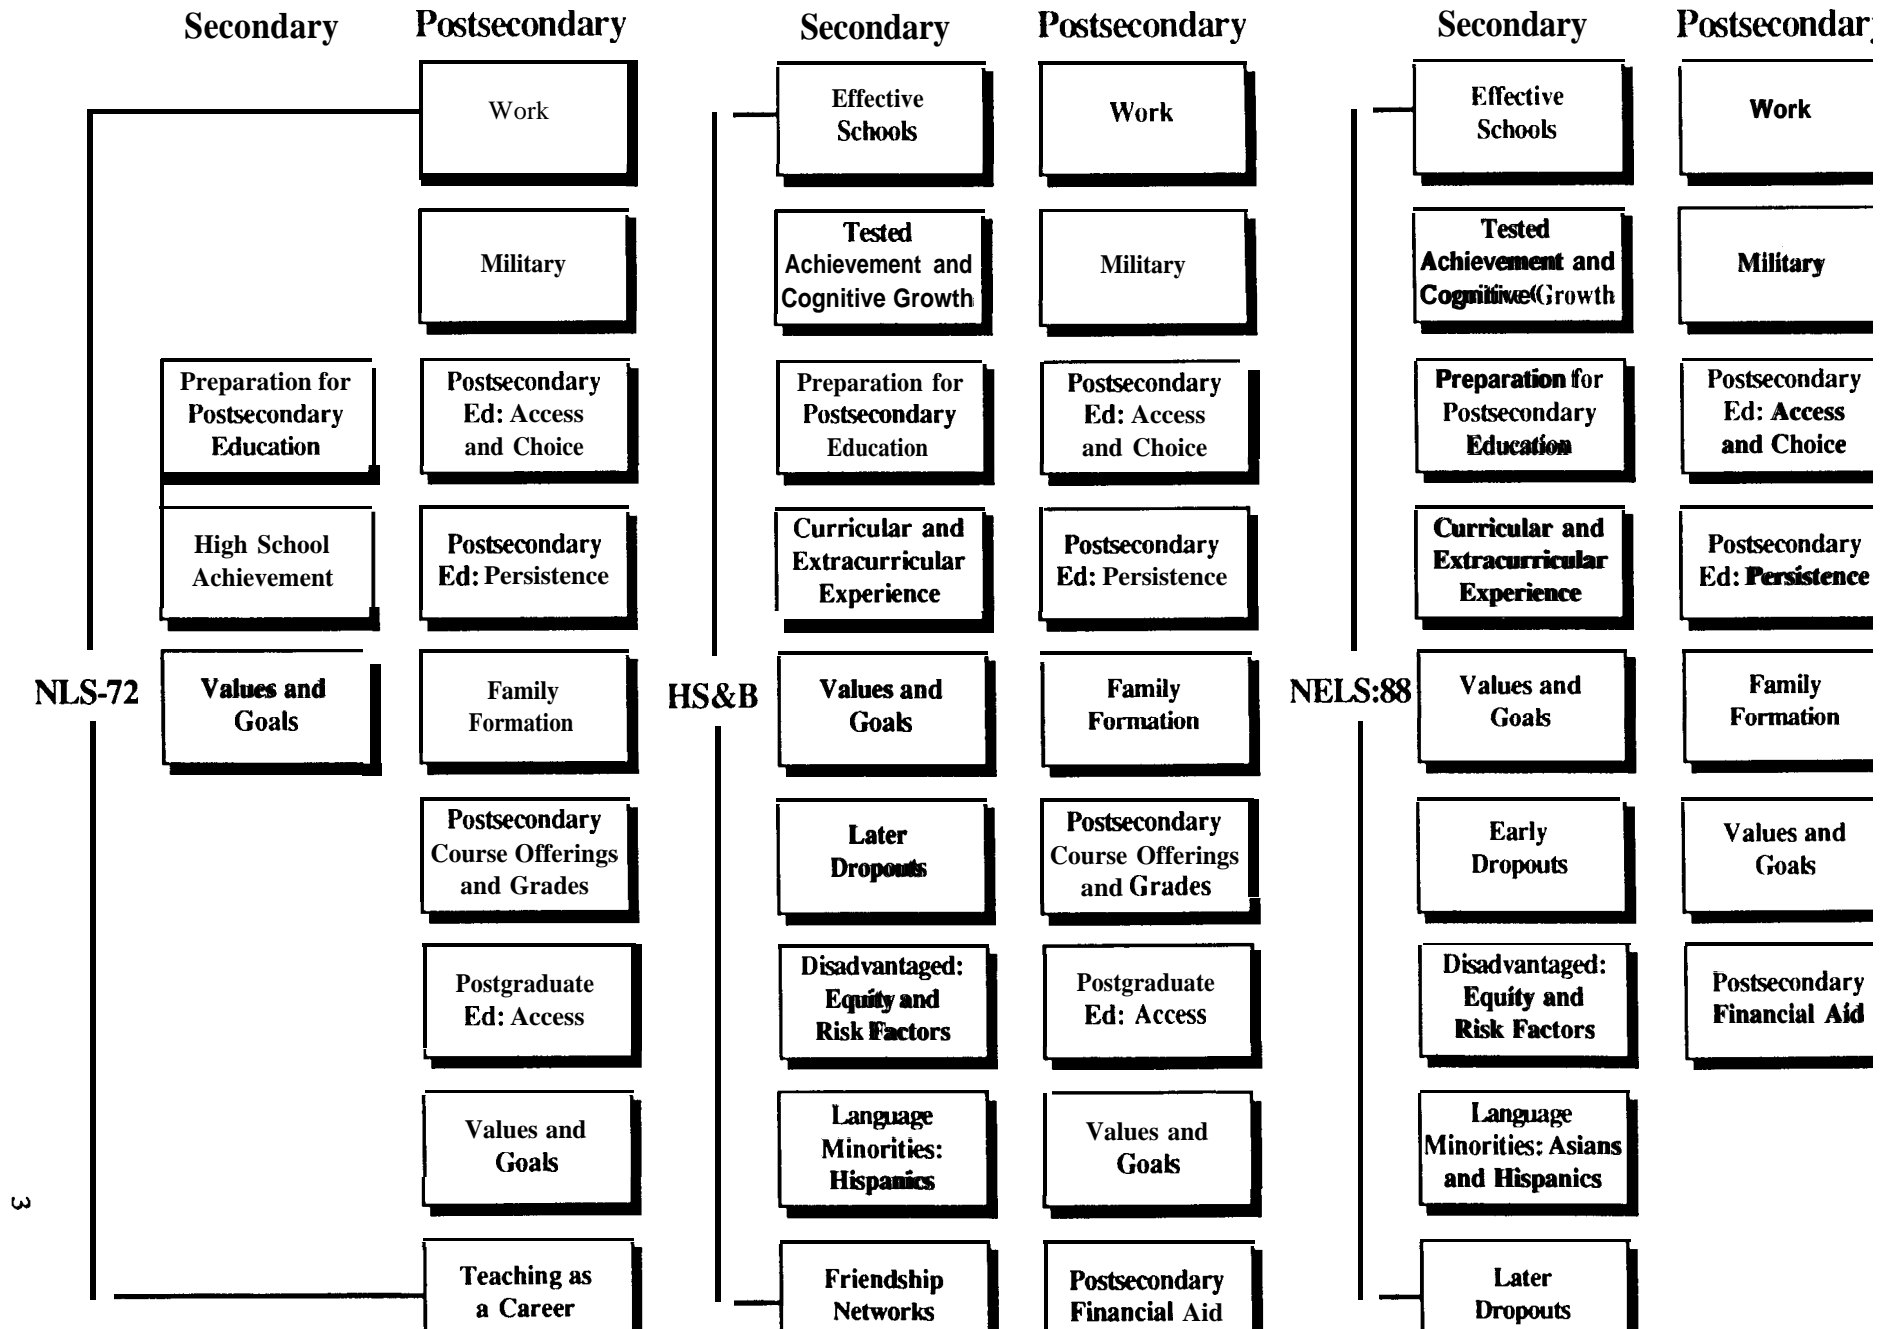 Secondary
Postsecondary
Work
Military
Preparation for
Postsecondary
Education
Postsecondary
Ed: Access
and Choice
High School
Achievement
Postsecondary
Ed: Persistence
NLS-72
Values and
Goals
Family
Formation
Postsecondary
Course Offerings
and Grades
Postgraduate
Ed: Access
Values and
Goals
Teaching as
a Career
Secondary
Postsecondary
Effective
Schools
Work
Tested
Achievement and
Cognitive Growth
Military
Preparation for
Postsecondary
Education
Postsecondary
Ed: Access
and Choice
Curricular and
Extracurricular
Experience
Postsecondary
Ed: Persistence
HS&B
Values and
Goals
Family
Formation
Later
Dropouts
Postsecondary
Course Offerings
and Grades
Disadvantaged:
Equity and
Risk Factors
Postgraduate
Ed: Access
Language
Minorities:
Hispanics
Values and
Goals
Friendship
Networks
Postsecondary
Financial Aid
Secondary
Postsecondary
Effective
Schools
Work
Tested
Achievement and
Cognitive Growth
Military
Preparation for
Postsecondary
Education
Postsecondary
Ed: Access
and Choice
Curricular and
Extracurricular
Experience
Postsecondary
Ed: Persistence
NELS:88
Values and
Goals
Family
Formation
Early
Dropouts
Values and
Goals
Disadvantaged:
Equity and
Risk Factors
Postsecondary
Financial Aid
Language
Minorities: Asians
and Hispanics
Later
Dropouts
3